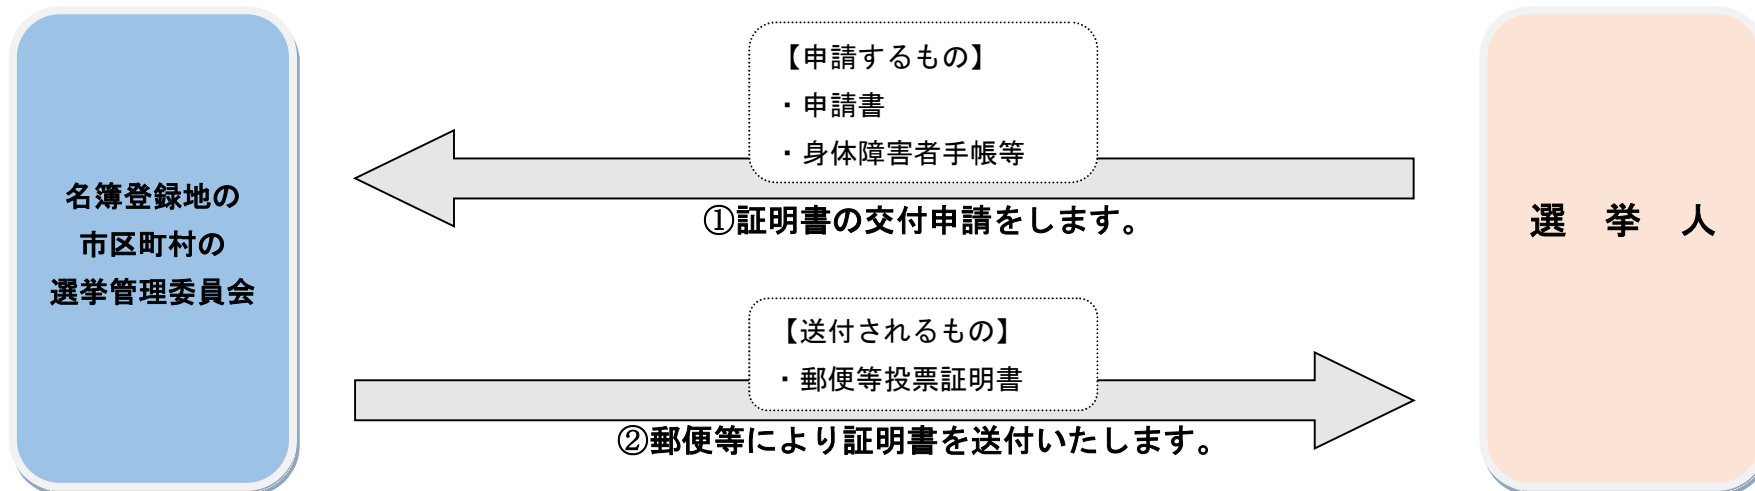 名簿登録地の
市区町村の
選挙管理委員会
【申請するもの】
・申請書
・身体障害者手帳等
①証明書の交付申請をします。
【送付されるもの】
・郵便等投票証明書
②郵便等により証明書を送付いたします。
選　挙　人